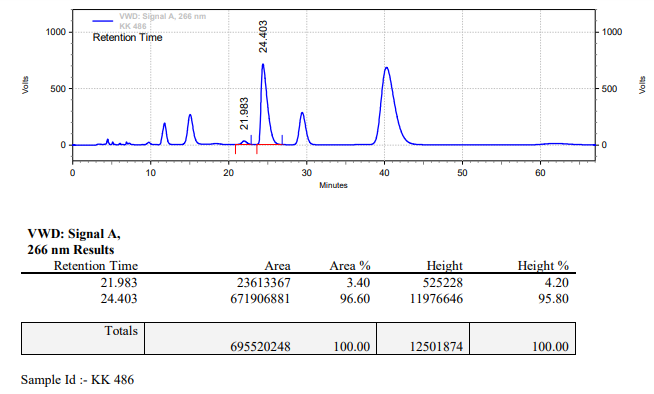 VWD: Signal A, 266 nm
KK 486
Retention Time
1000
500
0
Volts
21.983
24.403
1000
500
0
Volts
0 10 20 30 40 50 60
Minutes
VWD: Signal A,
266 nm Results
Retention Time Area Area % Height Height %
21.983 23613367 3.40 525228 4.20
24.403 671906881 96.60 11976646 95.80
Totals
695520248 100.00 12501874 100.00
Sample Id :- KK 486